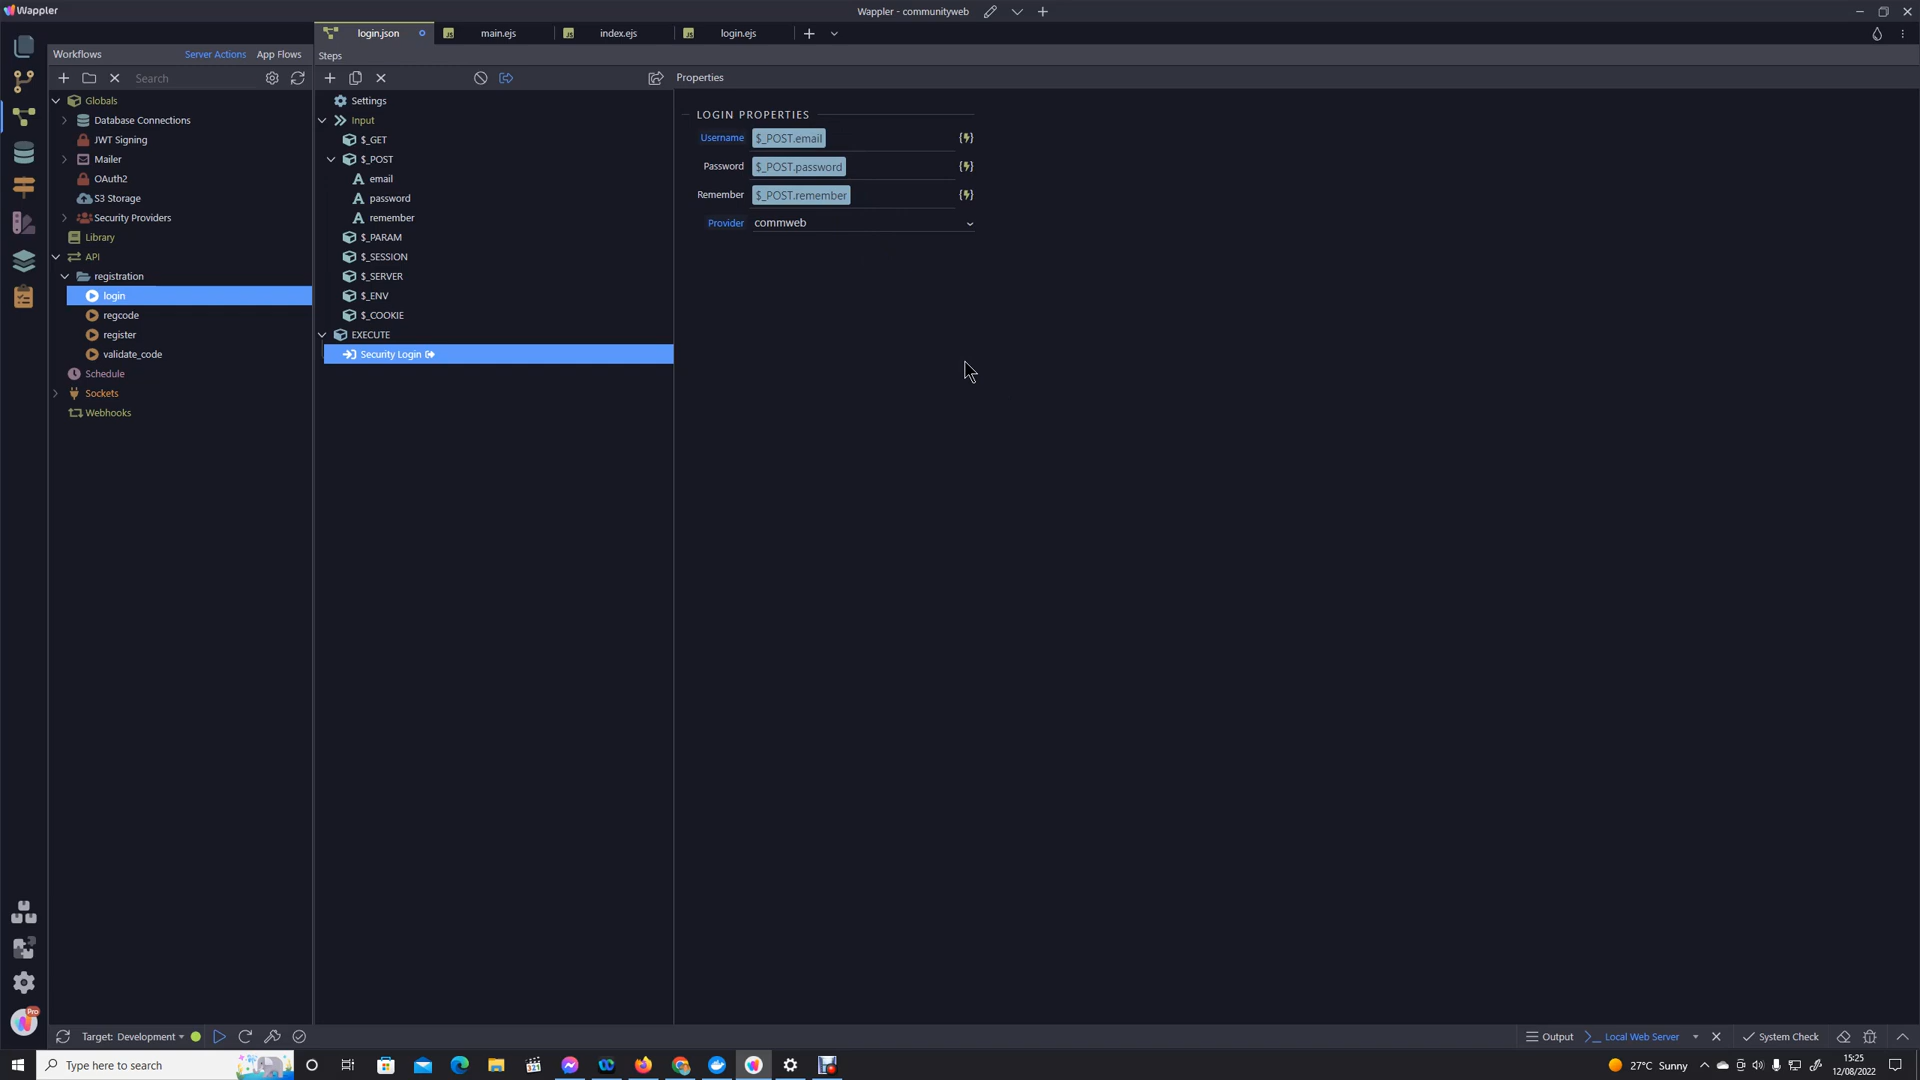 Wappler
Wappler - communityweb
login.json
main.ejs
index.ejs
login.ejs
Workflows
Server Actions
App Flows
Steps
Search
Properties
Globals
Database Connections
JWT Signing
Mailer
OAuth2
S3 Storage
Security Providers
Library
API
registration
login
regcode
register
validate_code
Schedule
Sockets
Webhooks
Settings
Input
$_GET
$_POST
email
password
remember
$_PARAM
$_SESSION
$_SERVER
$_ENV
$_COOKIE
EXECUTE
Security Login
LOGIN PROPERTIES
Username $_POST.email
Password $_POST.password
Remember $_POST.remember
Provider commweb
Pro
Target: Development
Output
Local Web Server
System Check
Type here to search
27°C Sunny
15:25
12/08/2022